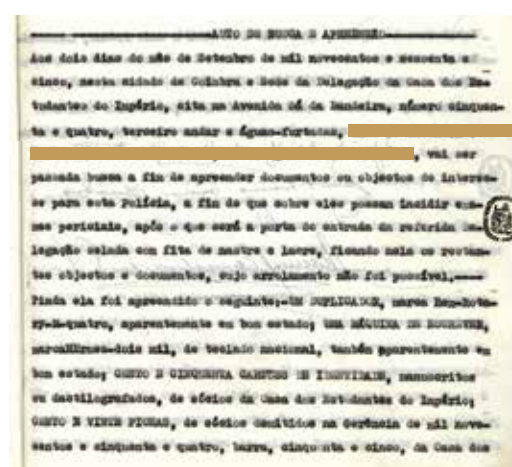 AUTO DE BUSCA E APREENSÃO
Aos dois dias do mês de Setembro de mil novecentos e sessenta e
cinco, nesta cidade de Coimbra e Sede da Delegação da Casa dos Es-
tudantes do Império, sita na Avenida Sá da Bandeira, número cinquen-
ta e quatro, terceiro andar e águas-furtadas,
, vai ser
passada busca a fim de apreender documentos ou objectos de interes-
se para esta Polícia, a fim de que sobre eles possam incidir exa-
mes periciais, após o que será a porta de entrada da referida De-
legação selada com fita de nastro e lacre, ficando nela os restan-
tes objectos e documentos, cujo arrolamento não foi possível.----
Finda ela foi apreendido o seguinte:-UM DUPLICADOR, marca Rex-Rota-
ry-R-quatro, aparentemente em bom estado; UMA MÁQUINA DE ESCREVER,
marca dois mil, de teclado nacional, também aparentemente em
bom estado; CENTO E CINQUENTA CARTÕES DE IDENTIDADE, manuscritos
ou dactilografados, de sócios da Casa dos Estudantes do Império;
CENTO E VINTE FICHAS, de sócios demitidos na Gerência de mil nove-
centos e cinquenta e quatro, barra, cinquenta e cinco, da Casa dos